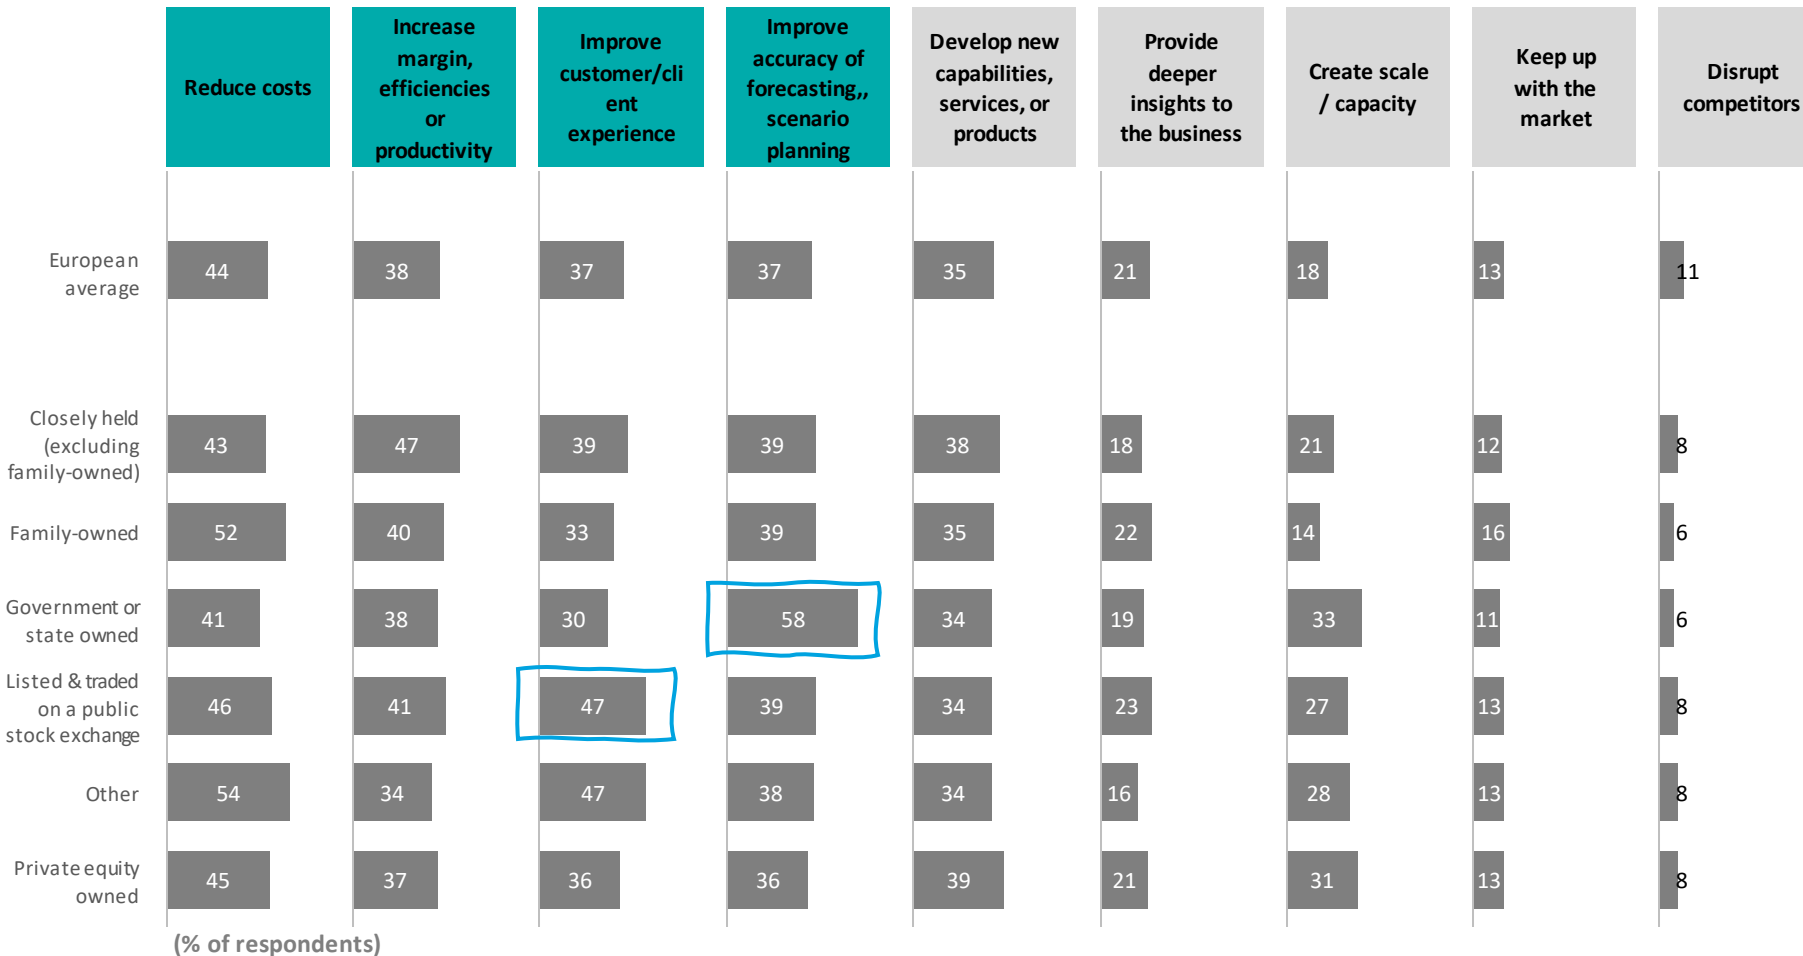 Reduce costs
Increase
margin,
efficiencies
or
productivity
Improve
customer/cli
ent
experience
Improve
accuracy of
forecasting,,
scenario
planning
Develop new
capabilities,
services, or
products
Provide
deeper
insights to
the business
Create scale
/ capacity
Keep up
with the
market
Disrupt
competitors
European
average
44 38 37 37 35 21 18 13 11
Closely held
(excluding
family-owned)
43 47 39 39 38 18 21 12 8
Family-owned
52 40 33 39 35 22 14 16 6
Government or
state owned
41 38 30 58 34 19 33 11 6
Listed & traded
on a public
stock exchange
46 41 47 39 34 23 27 13 8
Other
54 34 47 38 34 16 28 13 8
Private equity
owned
45 37 36 36 39 21 31 13 8
(% of respondents)